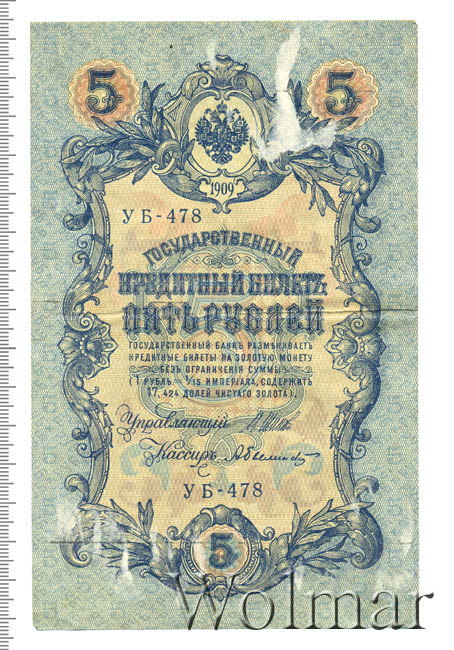 5 5
1909
УБ-478
ГОСУДАРСТВЕННЫЙ
КРЕДИТНЫЙ БИЛЕТЪ
ПЯТЬ РУБЛЕЙ
ГОСУДАРСТВЕННЫЙ БАНКЪ РАЗМѢНИВАЕТЪ
КРЕДИТНЫЕ БИЛЕТЫ НА ЗОЛОТУЮ МОНЕТУ
БЕЗЪ ОГРАНИЧЕНІЯ СУММЫ
(1 РУБЛЬ = 1/15 ИМПЕРІАЛА, СОДЕРЖИТЪ
17,424 ДОЛЕЙ ЧИСТАГО ЗОЛОТА).
Управляющій
Кассиръ
УБ-478
5
Wolmar